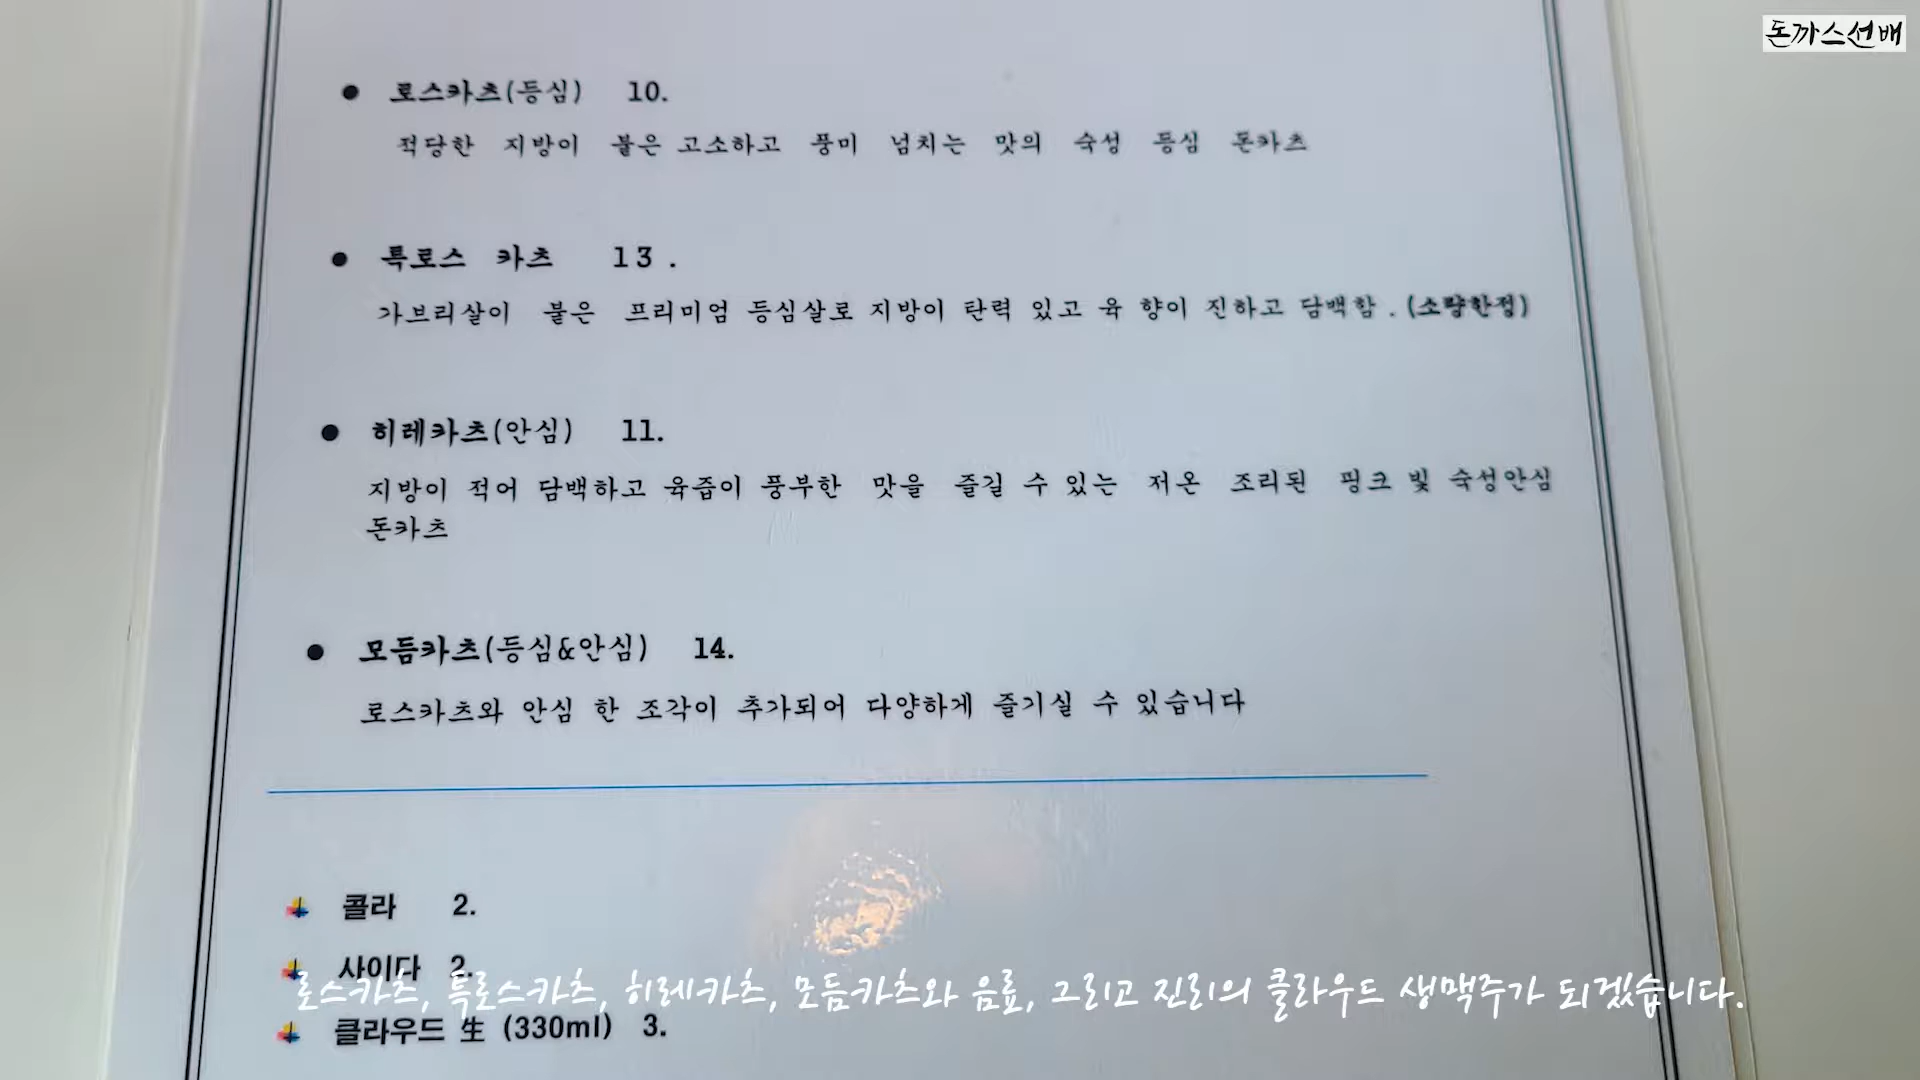 돈까스선배
● 로스카츠(등심) 10.
적당한 지방이 붙은 고소하고 풍미 넘치는 맛의 숙성 등심 돈카츠
● 특로스 카츠 13.
가브리살이 붙은 프리미엄 등심살로 지방이 탄력 있고 육 향이 진하고 담백함. (소량한정)
● 히레카츠(안심) 11.
지방이 적어 담백하고 육즙이 풍부한 맛을 즐길 수 있는 저온 조리된 핑크 빛 숙성안심
돈카츠
● 모듬카츠(등심&안심) 14.
로스카츠와 안심 한 조각이 추가되어 다양하게 즐기실 수 있습니다
콜라 2.
사이다 2.
로스카츠, 특로스카츠, 히레카츠, 모듬카츠와 음료, 그리고 진리의 클라우드 생맥주가 되겠습니다.
클라우드 生 (330ml) 3.